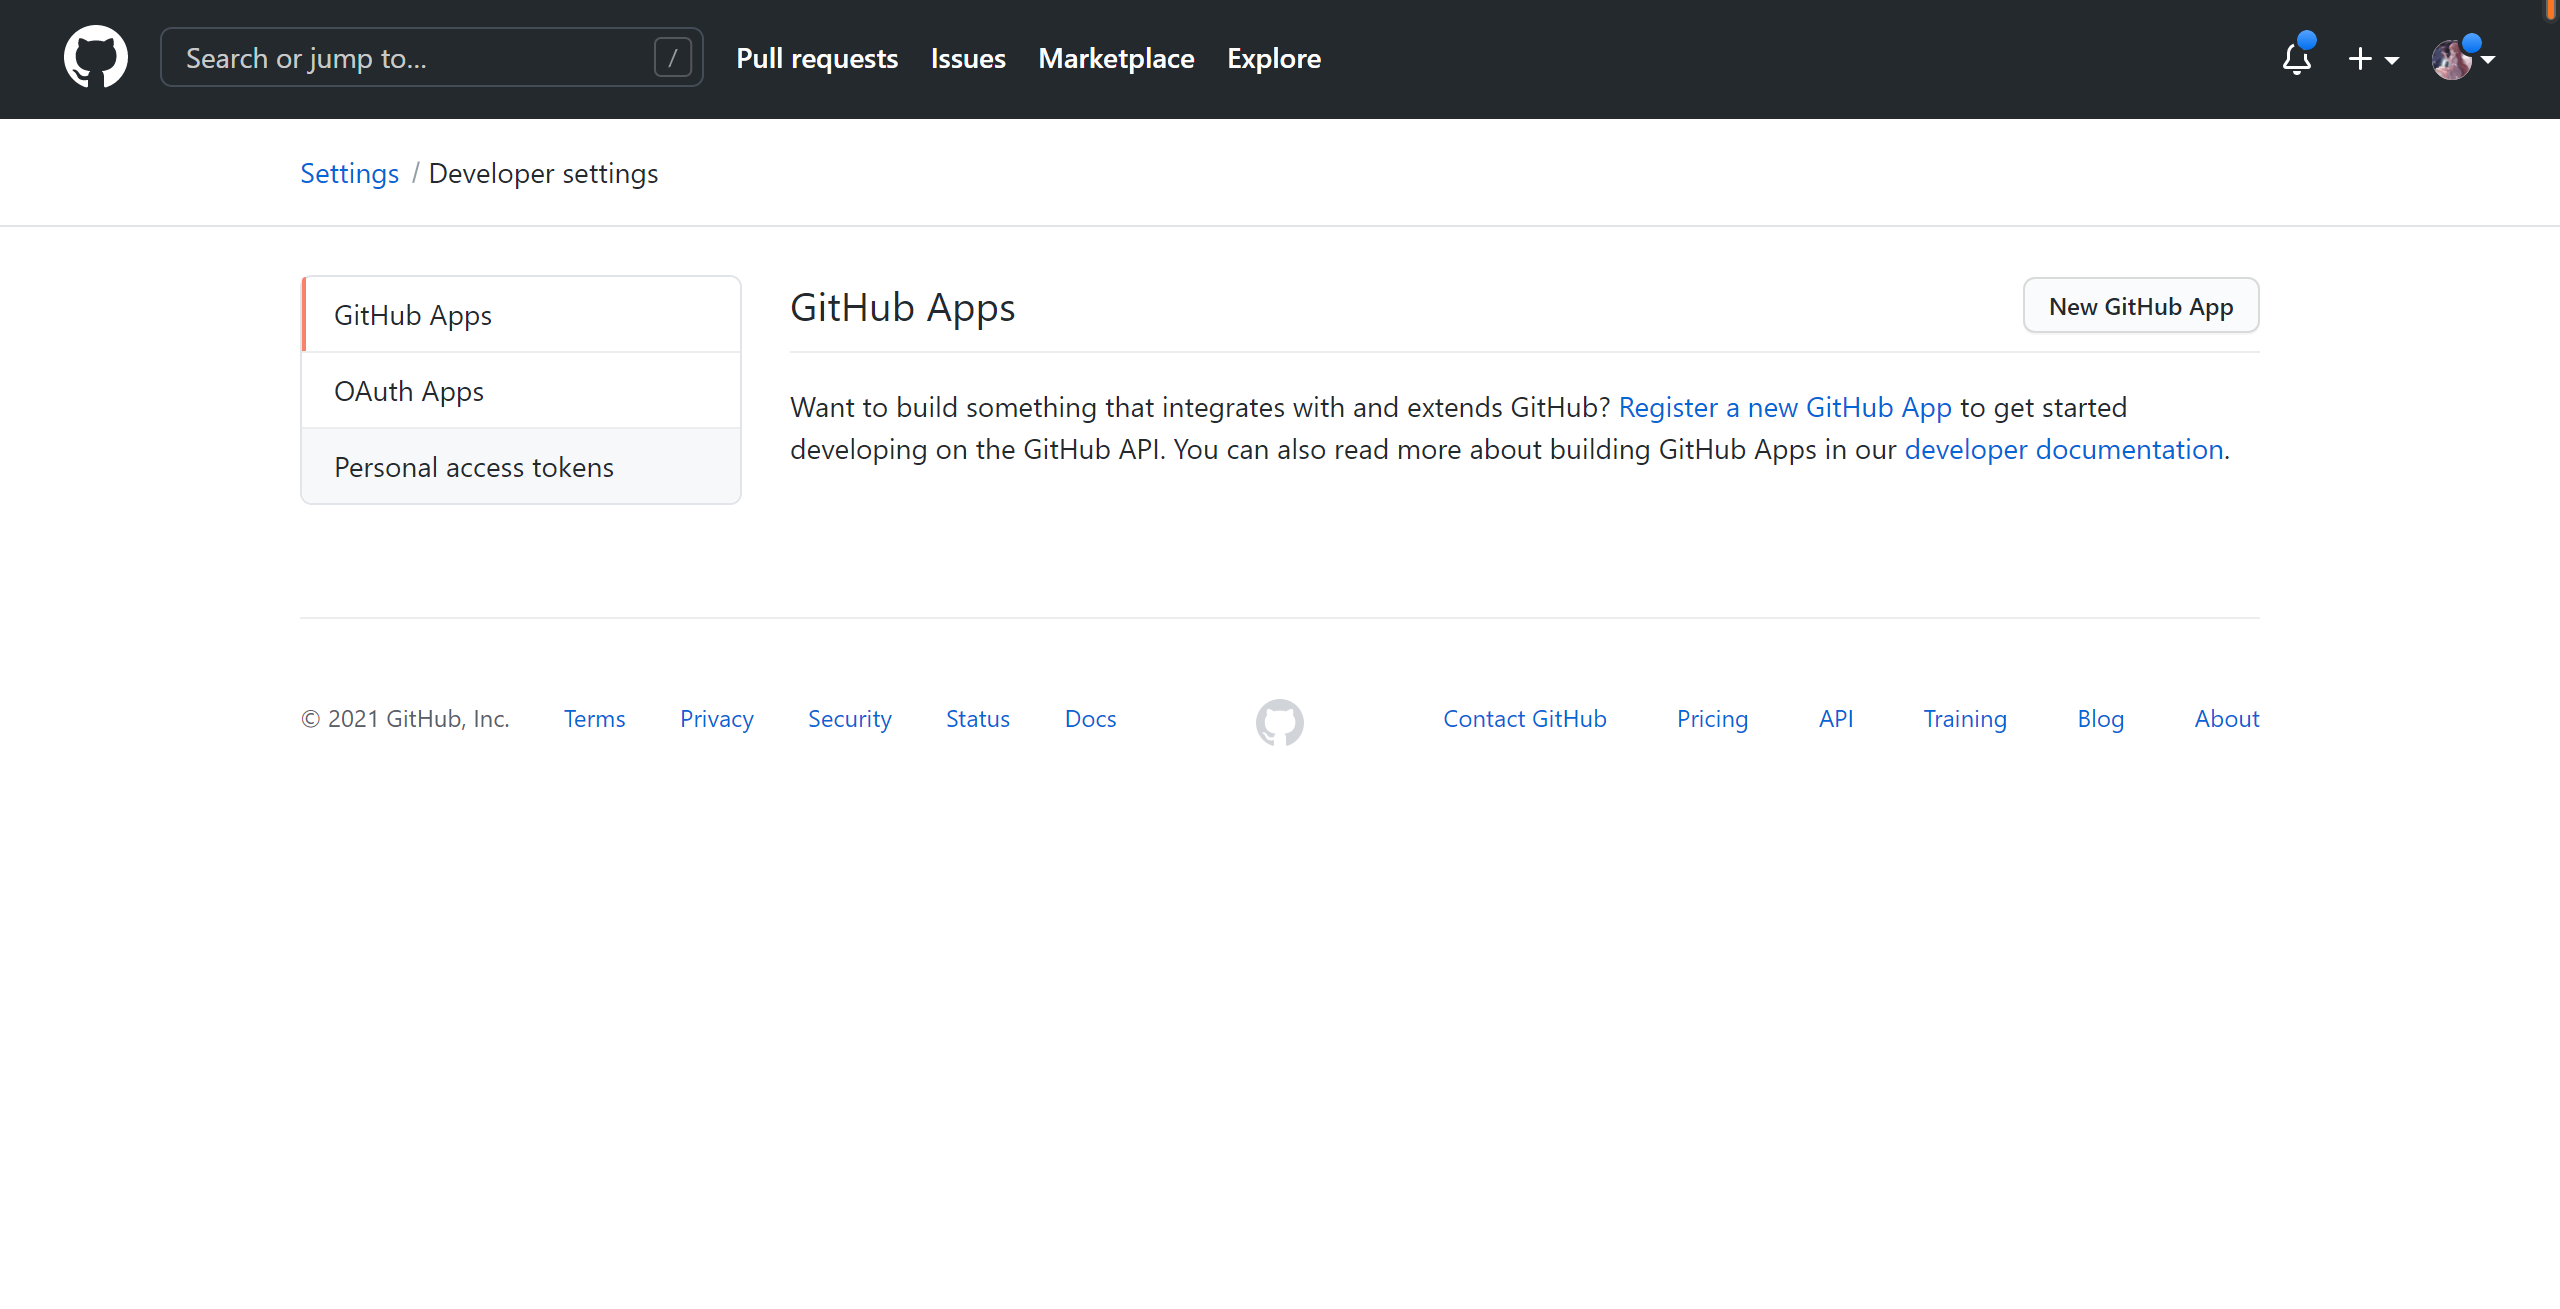 Search or jump to...
/
Pull requests
Issues
Marketplace
Explore
Settings / Developer settings
GitHub Apps
OAuth Apps
Personal access tokens
GitHub Apps
New GitHub App
Want to build something that integrates with and extends GitHub? Register a new GitHub App to get started
developing on the GitHub API. You can also read more about building GitHub Apps in our developer documentation.
© 2021 GitHub, Inc.
Terms
Privacy
Security
Status
Docs
Contact GitHub
Pricing
API
Training
Blog
About